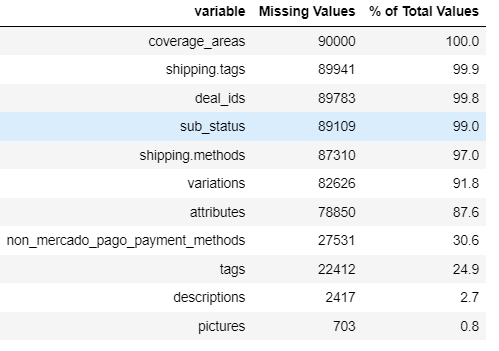 variable Missing Values % of Total Values
coverage_areas 90000 100.0
shipping.tags 89941 99.9
deal_ids 89783 99.8
sub_status 89109 99.0
shipping.methods 87310 97.0
variations 82626 91.8
attributes 78850 87.6
non_mercado_pago_payment_methods 27531 30.6
tags 22412 24.9
descriptions 2417 2.7
pictures 703 0.8